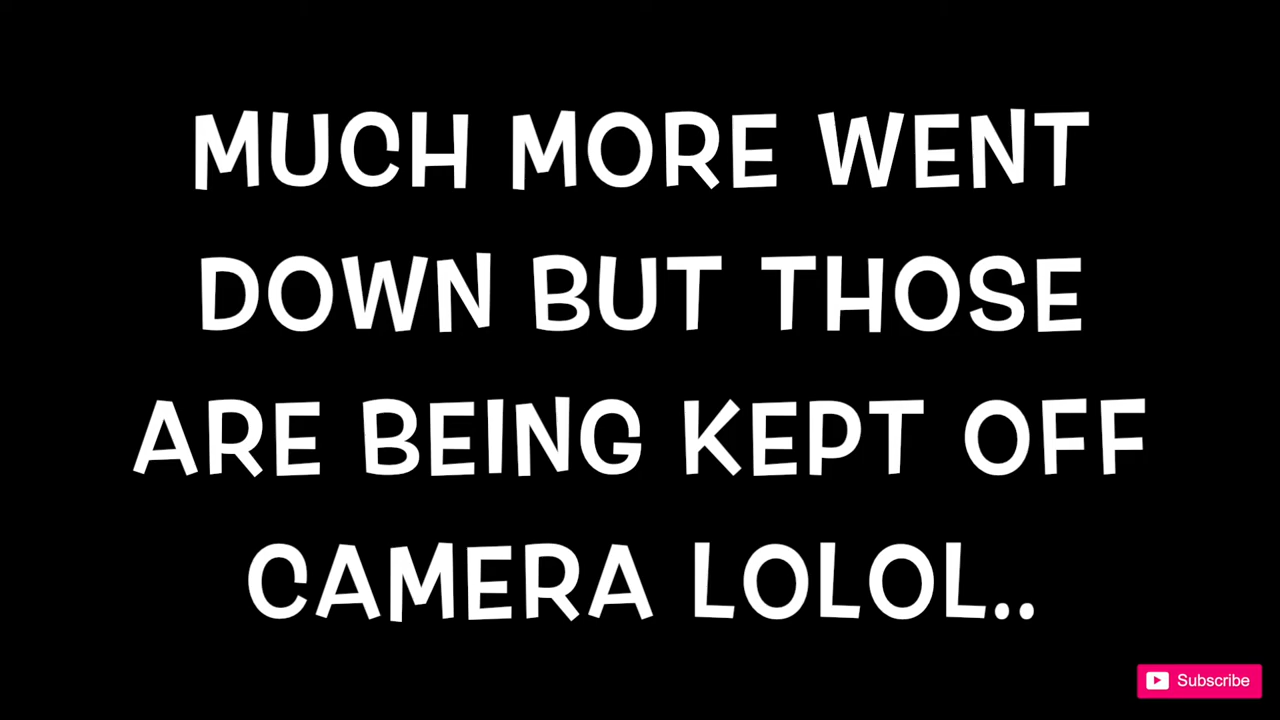 MUCH MORE WENT
DOWN BUT THOSE
ARE BEING KEPT OFF
CAMERA LOLOL..
Subscribe